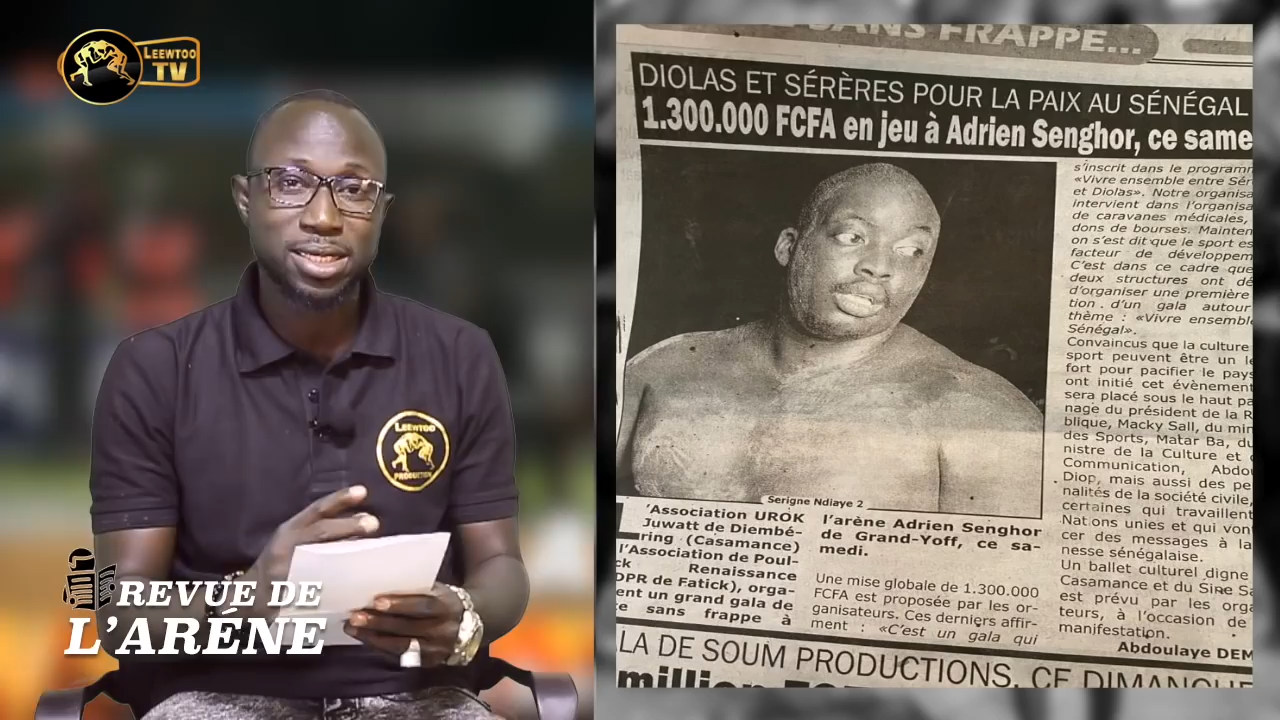 LEEWTOO
TV
LEEWTOO
PRODUCTION
REVUE DE
L'ARÉNE
SANS FRAPPE...
DIOLAS ET SÉRÈRES POUR LA PAIX AU SÉNÉGAL
1.300.000 FCFA en jeu à Adrien Senghor, ce same
Serigne Ndiaye 2
'Association UROK
Juwatt de Diembé-
ring (Casamance)
l'Association de Poul-
ck Renaissance
DPR de Fatick), orga-
ent un grand gala de
e sans frappe à
l'arène Adrien Senghor
de Grand-Yoff, ce sa-
medi.
Une mise globale de 1.300.000
FCFA est proposée par les or-
ganisateurs. Ces derniers affir-
ment : «C'est un gala qui
s'inscrit dans le programm
«Vivre ensemble entre Sér
et Diolas». Notre organisa
intervient dans l'organisa
de caravanes médicales,
dons de bourses. Mainten
on s'est dit que le sport es
facteur de développem
C'est dans ce cadre que
deux structures ont dé
d'organiser une première
tion d'un gala autour
thème : «Vivre ensembl
Sénégal».
Convaincus que la culture
sport peuvent être un le
fort pour pacifier le pays
ont initié cet évènement
sera placé sous le haut pa
nage du président de la R
blique, Macky Sall, du min
des Sports, Matar Ba, du
nistre de la Culture et
Communication, Abdou
Diop, mais aussi des pe
nalités de la société civile,
certaines qui travaillent
Nations unies et qui von
cer des messages à la
nesse sénégalaise.
Un ballet culturel digne
Casamance et du Sine Sa
est prévu par les orga
teurs, à l'occasion de
manifestation.
Abdoulaye DEM
LA DE SOUM PRODUCTIONS, CE DIMANCHE
million